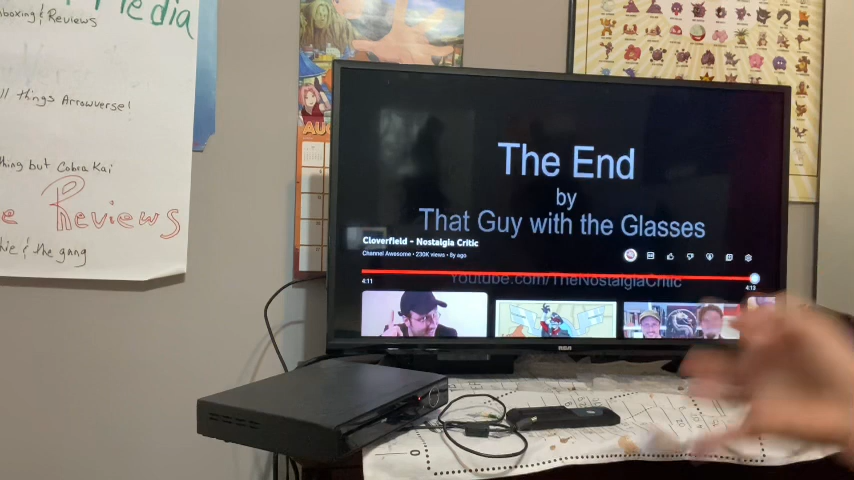 Media
boxing & Reviews
ll things Arrowverse!
thing but Cobra Kai
e Reviews
hie & the gang
AUG
The End
by
That Guy with the Glasses
Cloverfield - Nostalgia Critic
Channel Awesome • 230K views • 8y ago
Youtube.com/TheNostalgiaCritic
4:11
4:13
RCA